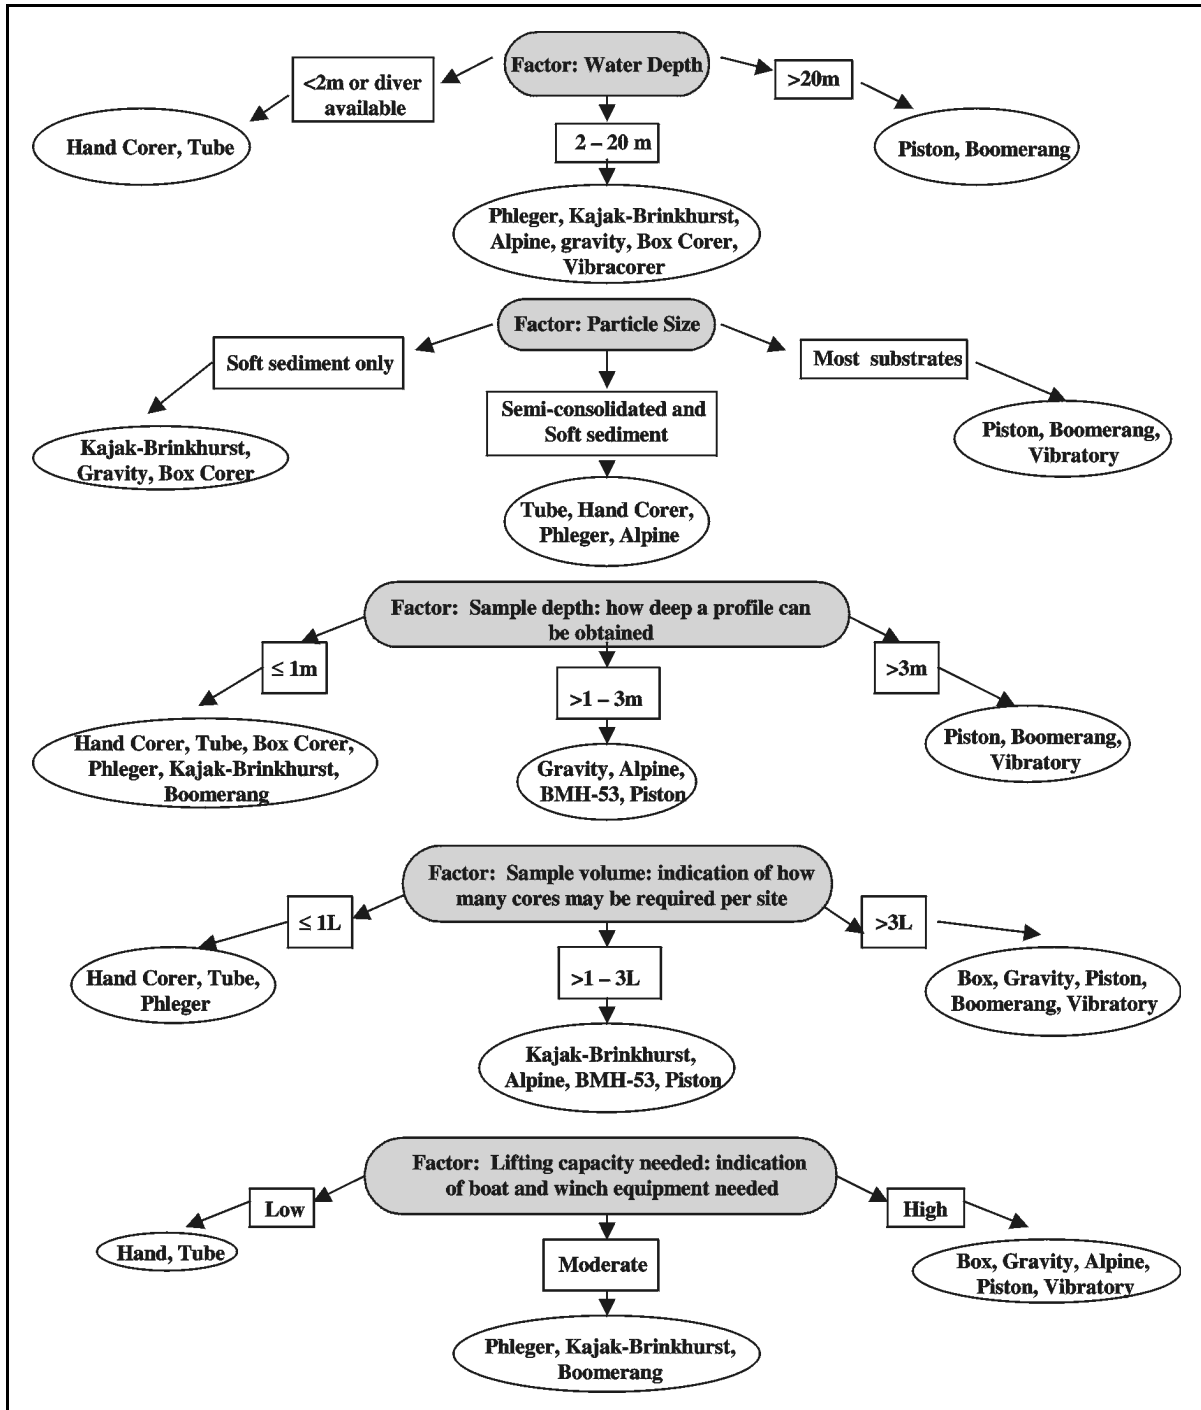 Factor: Water Depth
<2m or diver
available
>20m
Hand Corer, Tube
2 – 20 m
Piston, Boomerang
Phleger, Kajak-Brinkhurst,
Alpine, gravity, Box Corer,
Vibracorer
Factor: Particle Size
Soft sediment only
Most substrates
Semi-consolidated and
Soft sediment
Kajak-Brinkhurst,
Gravity, Box Corer
Piston, Boomerang,
Vibratory
Tube, Hand Corer,
Phleger, Alpine
Factor: Sample depth: how deep a profile can
be obtained
≤ 1m
>1 – 3m
>3m
Hand Corer, Tube, Box Corer,
Phleger, Kajak-Brinkhurst,
Boomerang
Gravity, Alpine,
BMH-53, Piston
Piston, Boomerang,
Vibratory
Factor: Sample volume: indication of how
many cores may be required per site
≤ 1L
>1 – 3L
>3L
Hand Corer, Tube,
Phleger
Box, Gravity, Piston,
Boomerang, Vibratory
Kajak-Brinkhurst,
Alpine, BMH-53, Piston
Factor: Lifting capacity needed: indication
of boat and winch equipment needed
Low
High
Hand, Tube
Moderate
Box, Gravity, Alpine,
Piston, Vibratory
Phleger, Kajak-Brinkhurst,
Boomerang